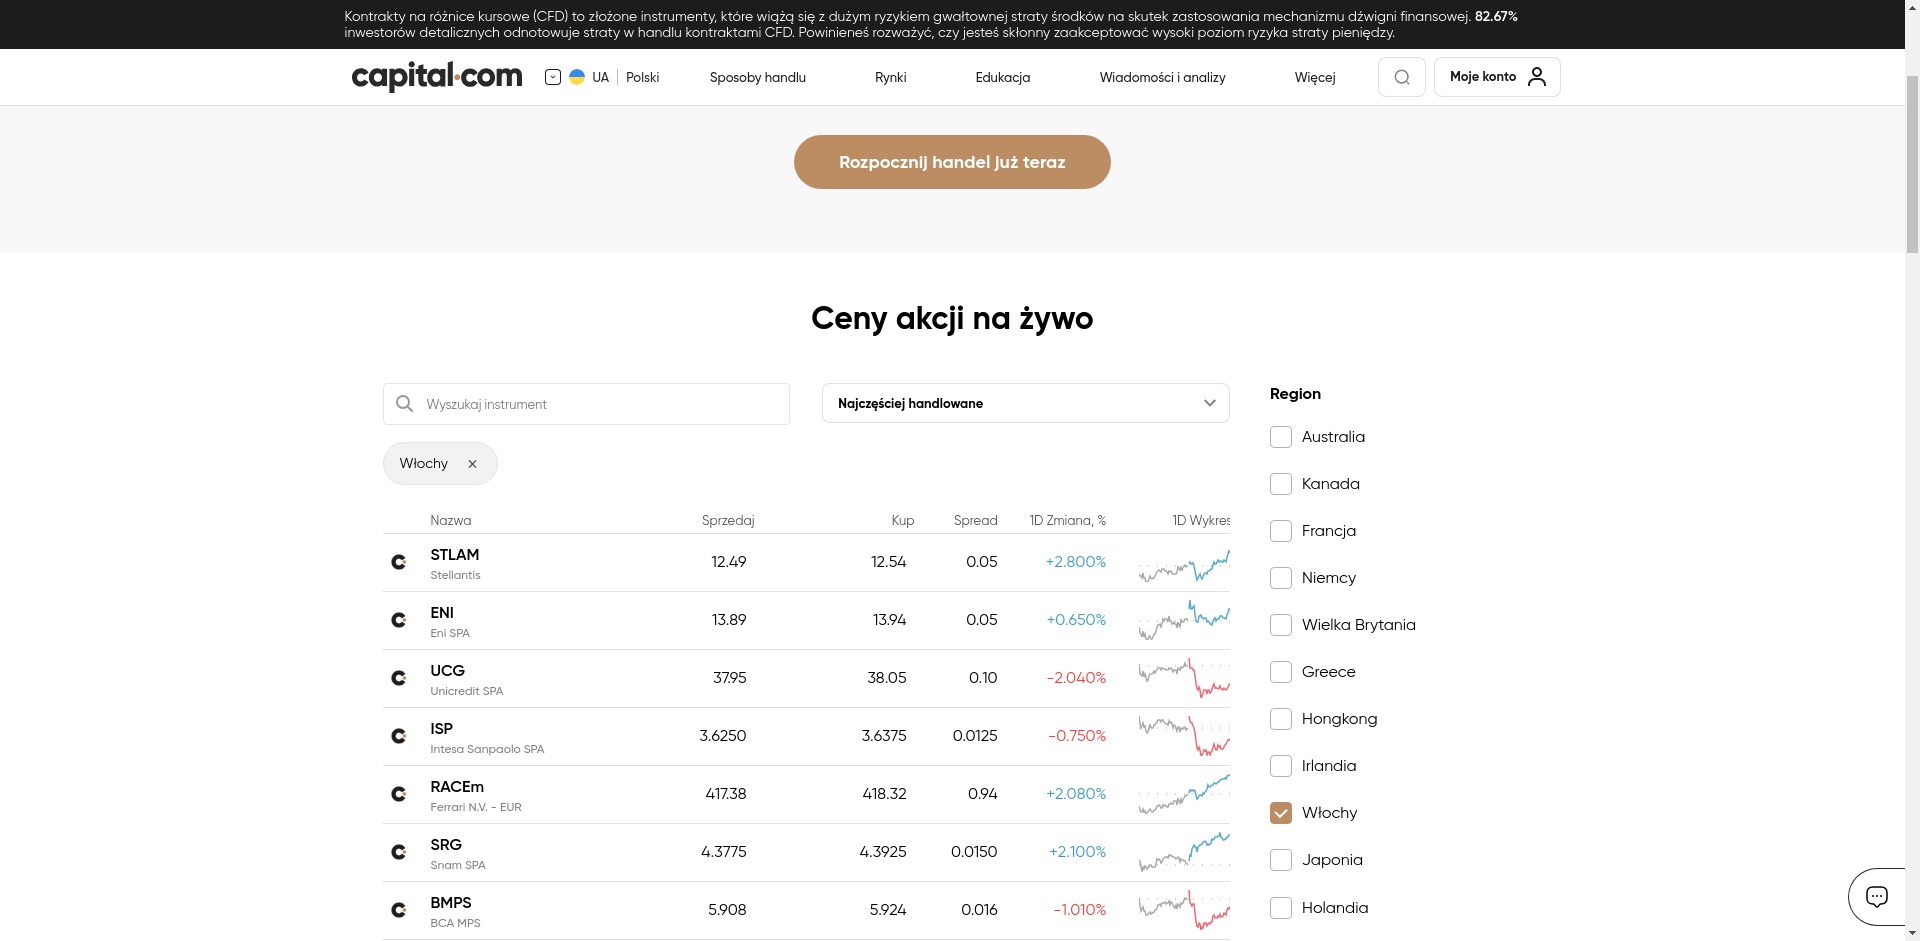 Kontrakty na różnice kursowe (CFD) to złożone instrumenty, które wiążą się z dużym ryzykiem gwałtownej straty środków na skutek zastosowania mechanizmu dźwigni finansowej. 82.67%
inwestorów detalicznych odnotowuje straty w handlu kontraktami CFD. Powinieneś rozważyć, czy jesteś skłonny zaakceptować wysoki poziom ryzyka straty pieniędzy.
capital.com UA Polski Sposoby handlu Rynki Edukacja Wiadomości i analizy Więcej Moje konto
Rozpocznij handel już teraz
Ceny akcji na żywo
Wyszukaj instrument
Najczęściej handlowane
Włochy ×
Nazwa Sprzedaj Kup Spread 1D Zmiana, % 1D Wykres
STLAM 12.49 12.54 0.05 +2.800%
Stellantis
ENI 13.89 13.94 0.05 +0.650%
Eni SPA
UCG 37.95 38.05 0.10 -2.040%
Unicredit SPA
ISP 3.6250 3.6375 0.0125 -0.750%
Intesa Sanpaolo SPA
RACEm 417.38 418.32 0.94 +2.080%
Ferrari N.V. - EUR
SRG 4.3775 4.3925 0.0150 +2.100%
Snam SPA
BMPS 5.908 5.924 0.016 -1.010%
BCA MPS
Region
Australia
Kanada
Francja
Niemcy
Wielka Brytania
Greece
Hongkong
Irlandia
Włochy
Japonia
Holandia